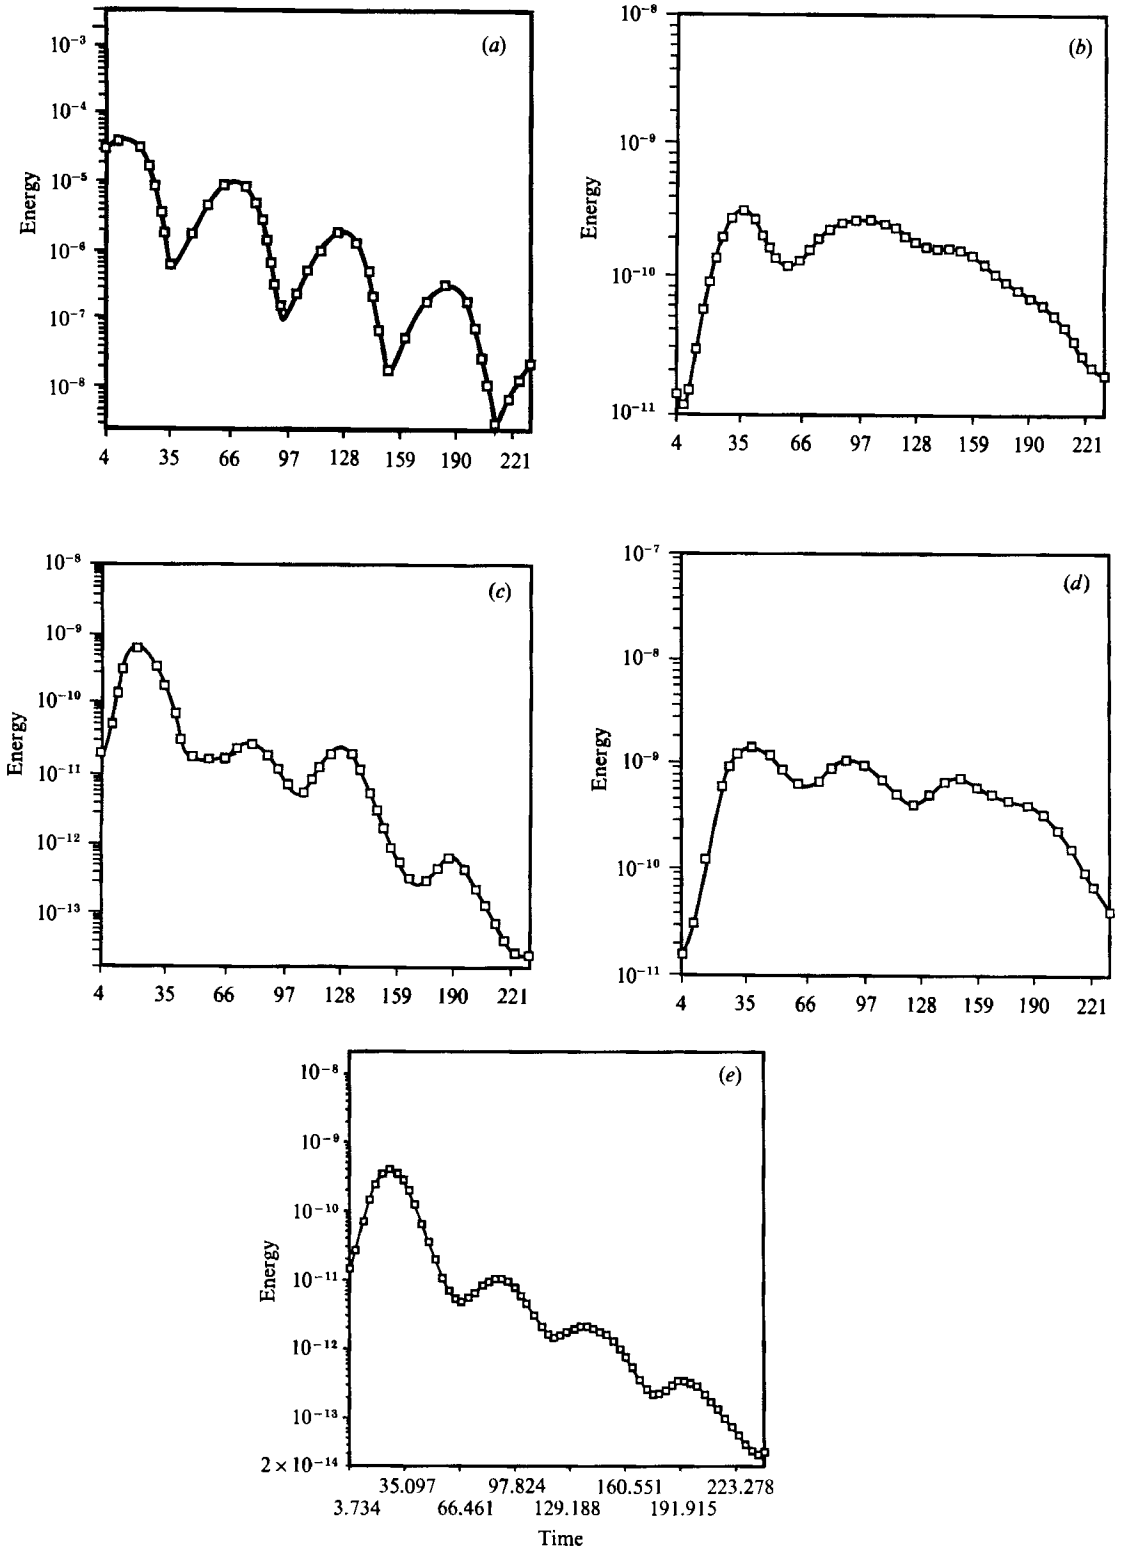 (a)
10⁻³
10⁻⁴
10⁻⁵
10⁻⁶
10⁻⁷
10⁻⁸
Energy
4 35 66 97 128 159 190 221
(b)
10⁻⁸
10⁻⁹
10⁻¹⁰
10⁻¹¹
Energy
4 35 66 97 128 159 190 221
(c)
10⁻⁸
10⁻⁹
10⁻¹⁰
10⁻¹¹
10⁻¹²
10⁻¹³
Energy
4 35 66 97 128 159 190 221
(d)
10⁻⁷
10⁻⁸
10⁻⁹
10⁻¹⁰
10⁻¹¹
Energy
4 35 66 97 128 159 190 221
(e)
10⁻⁸
10⁻⁹
10⁻¹⁰
10⁻¹¹
10⁻¹²
10⁻¹³
2 × 10⁻¹⁴
Energy
35.097 97.824 160.551 223.278
3.734 66.461 129.188 191.915
Time